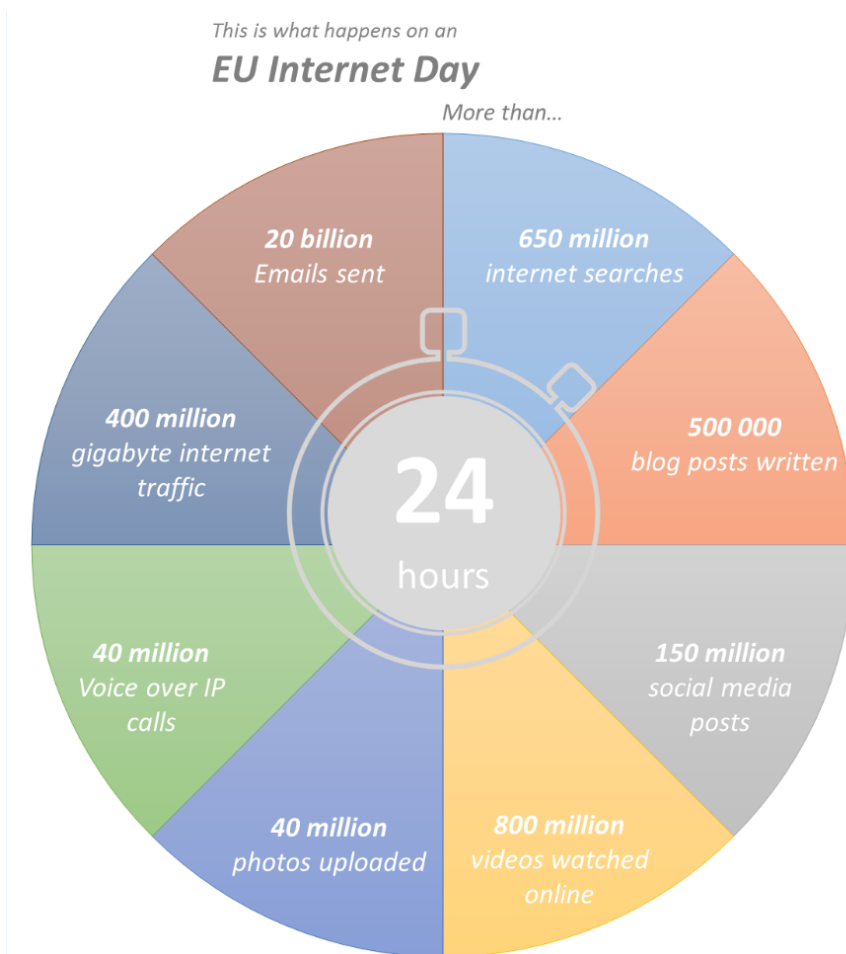 This is what happens on an
EU Internet Day
More than...
20 billion
Emails sent
650 million
internet searches
400 million
gigabyte internet
traffic
500 000
blog posts written
24
hours
40 million
Voice over IP
calls
150 million
social media
posts
40 million
photos uploaded
800 million
videos watched
online